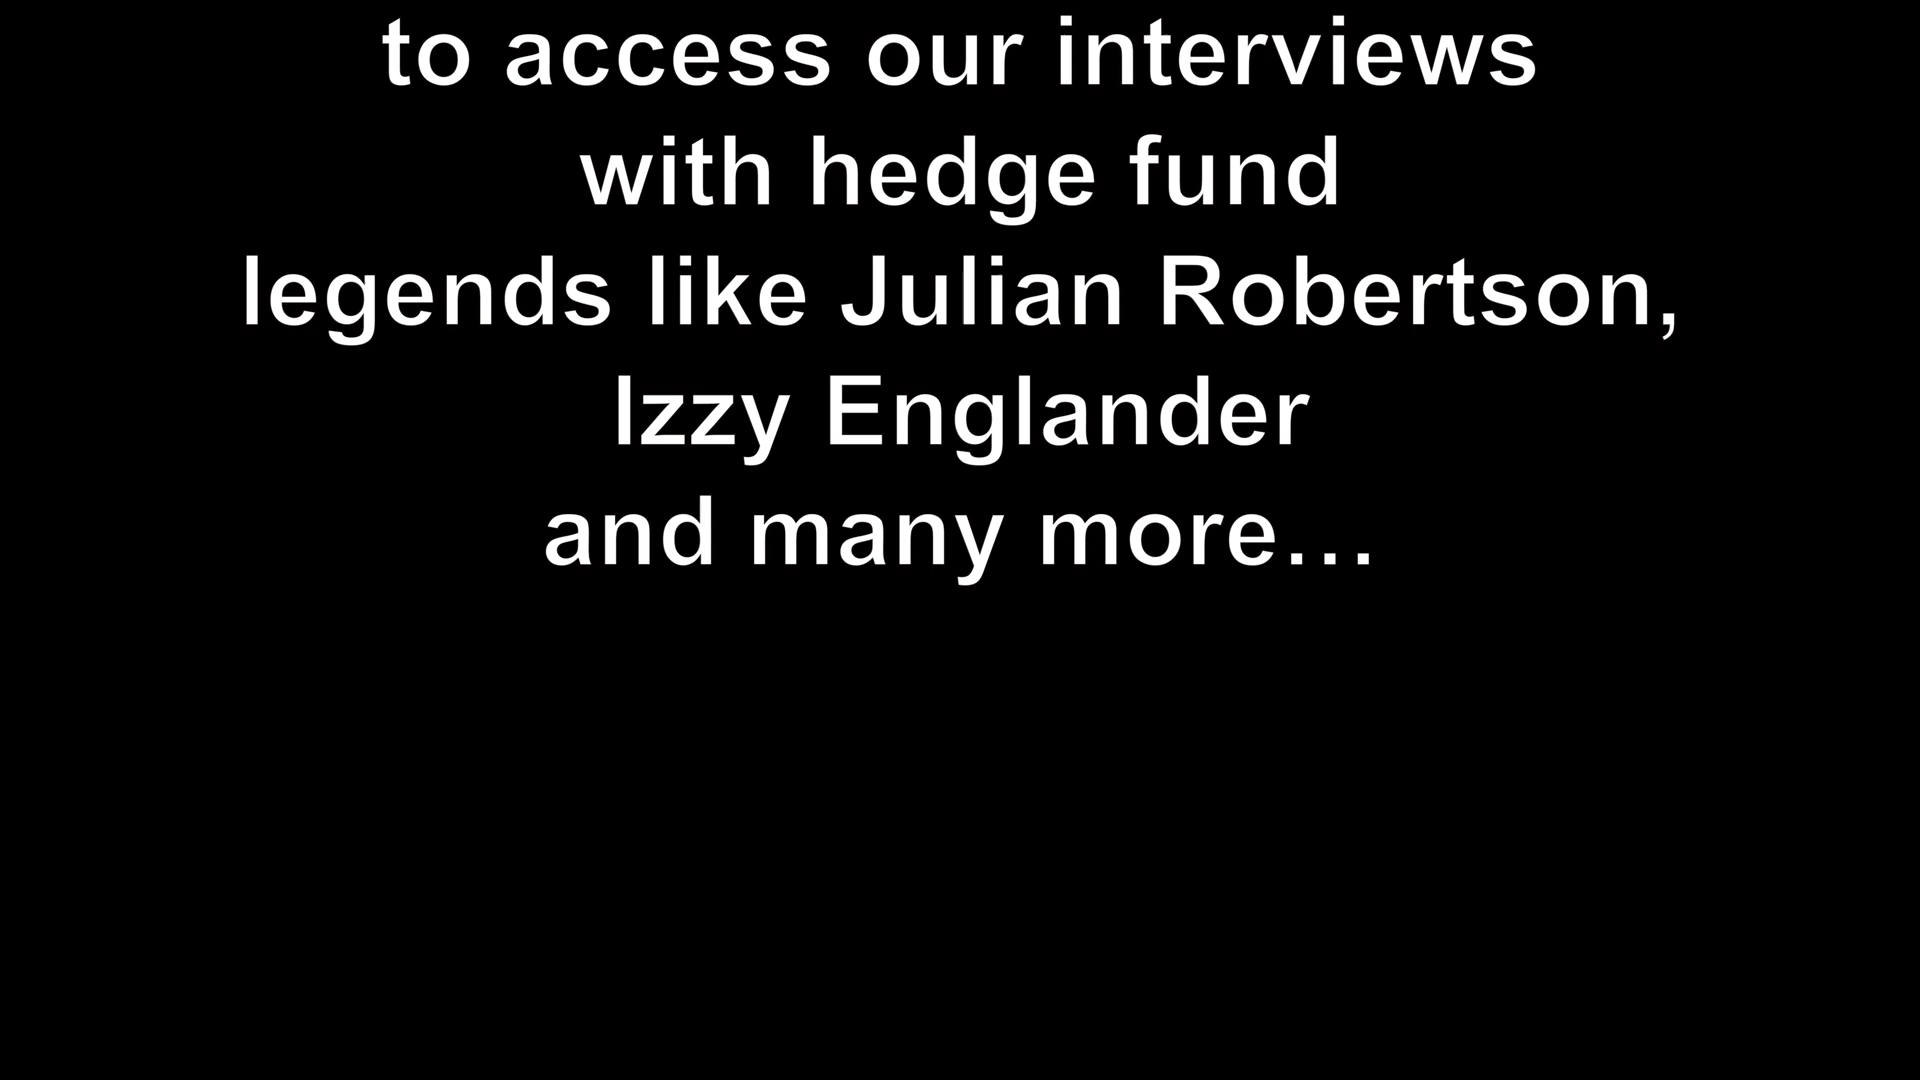 to access our interviews
with hedge fund
legends like Julian Robertson,
Izzy Englander
and many more...